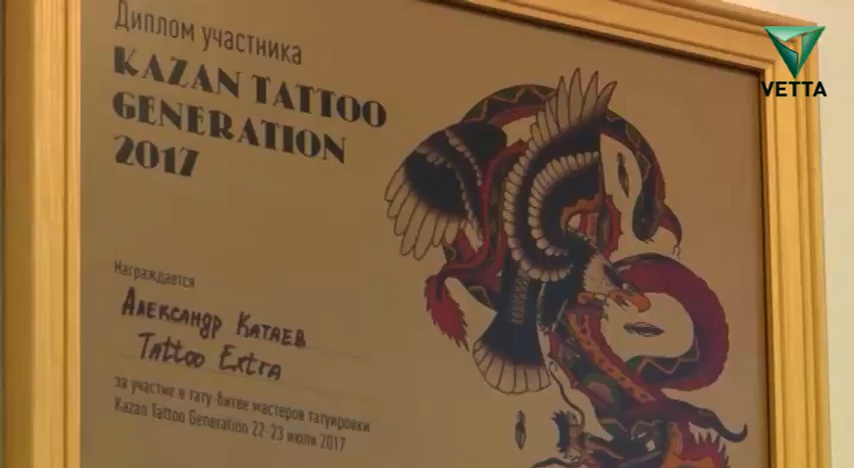 Диплом участника
KAZAN TATTOO
GENERATION
2017
Награждается
Александр Катаев
Tattoo Extra
за участие в тату-битве мастеров татуировки
Kazan Tattoo Generation 22-23 июля 2017
VETTA